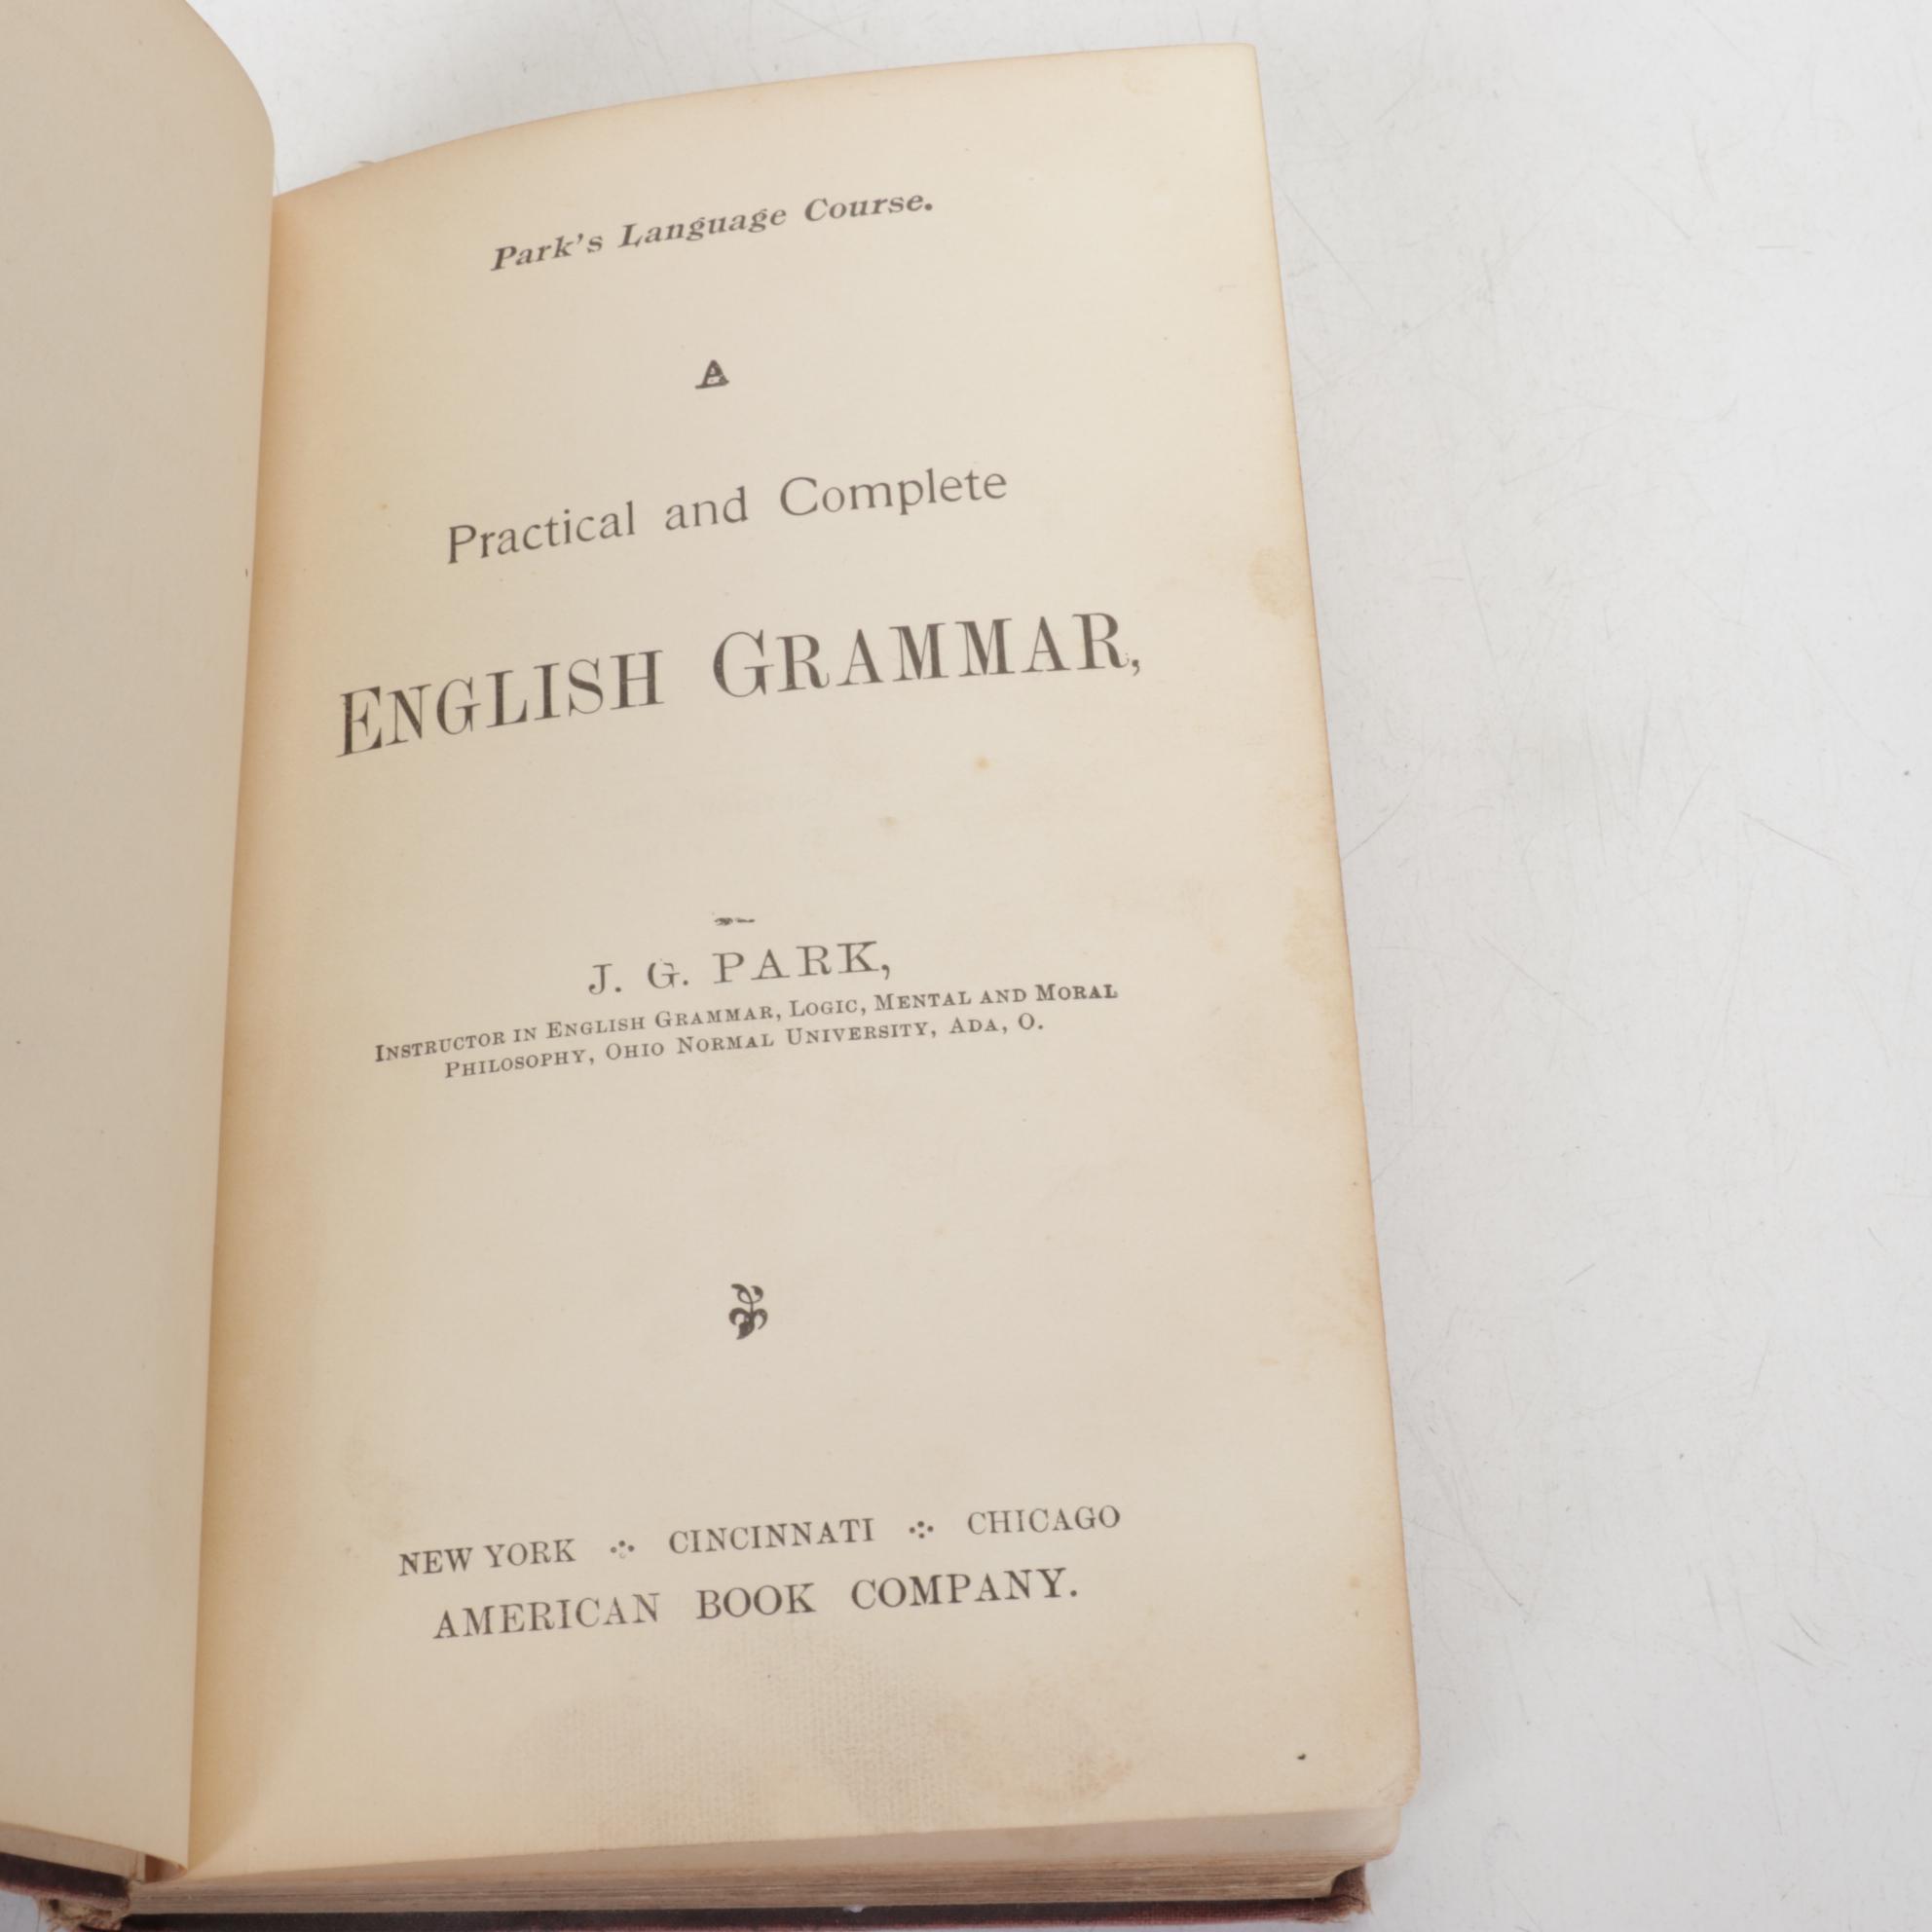 Park's Language Course.
A
Practical and Complete
ENGLISH GRAMMAR,
J. G. PARK,
INSTRUCTOR IN ENGLISH GRAMMAR, LOGIC, MENTAL AND MORAL
PHILOSOPHY, OHIO NORMAL UNIVERSITY, ADA, O.
NEW YORK CINCINNATI CHICAGO
AMERICAN BOOK COMPANY.